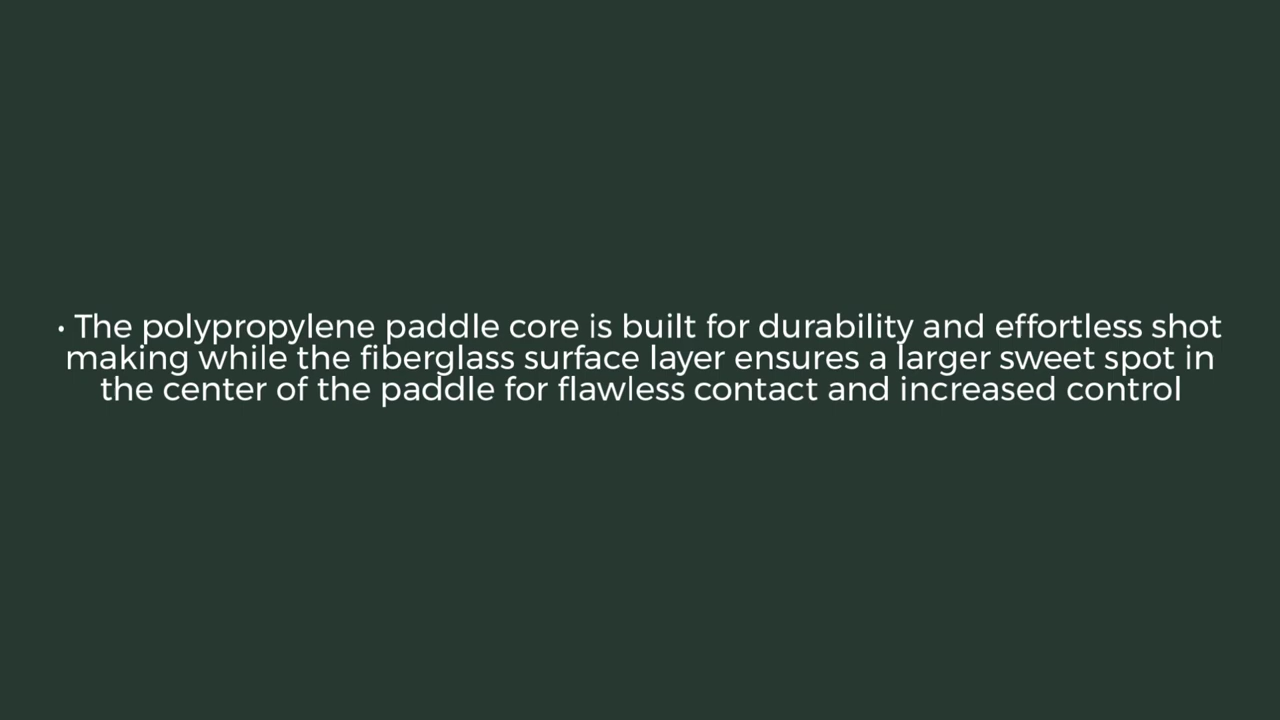 • The polypropylene paddle core is built for durability and effortless shot
making while the fiberglass surface layer ensures a larger sweet spot in
the center of the paddle for flawless contact and increased control